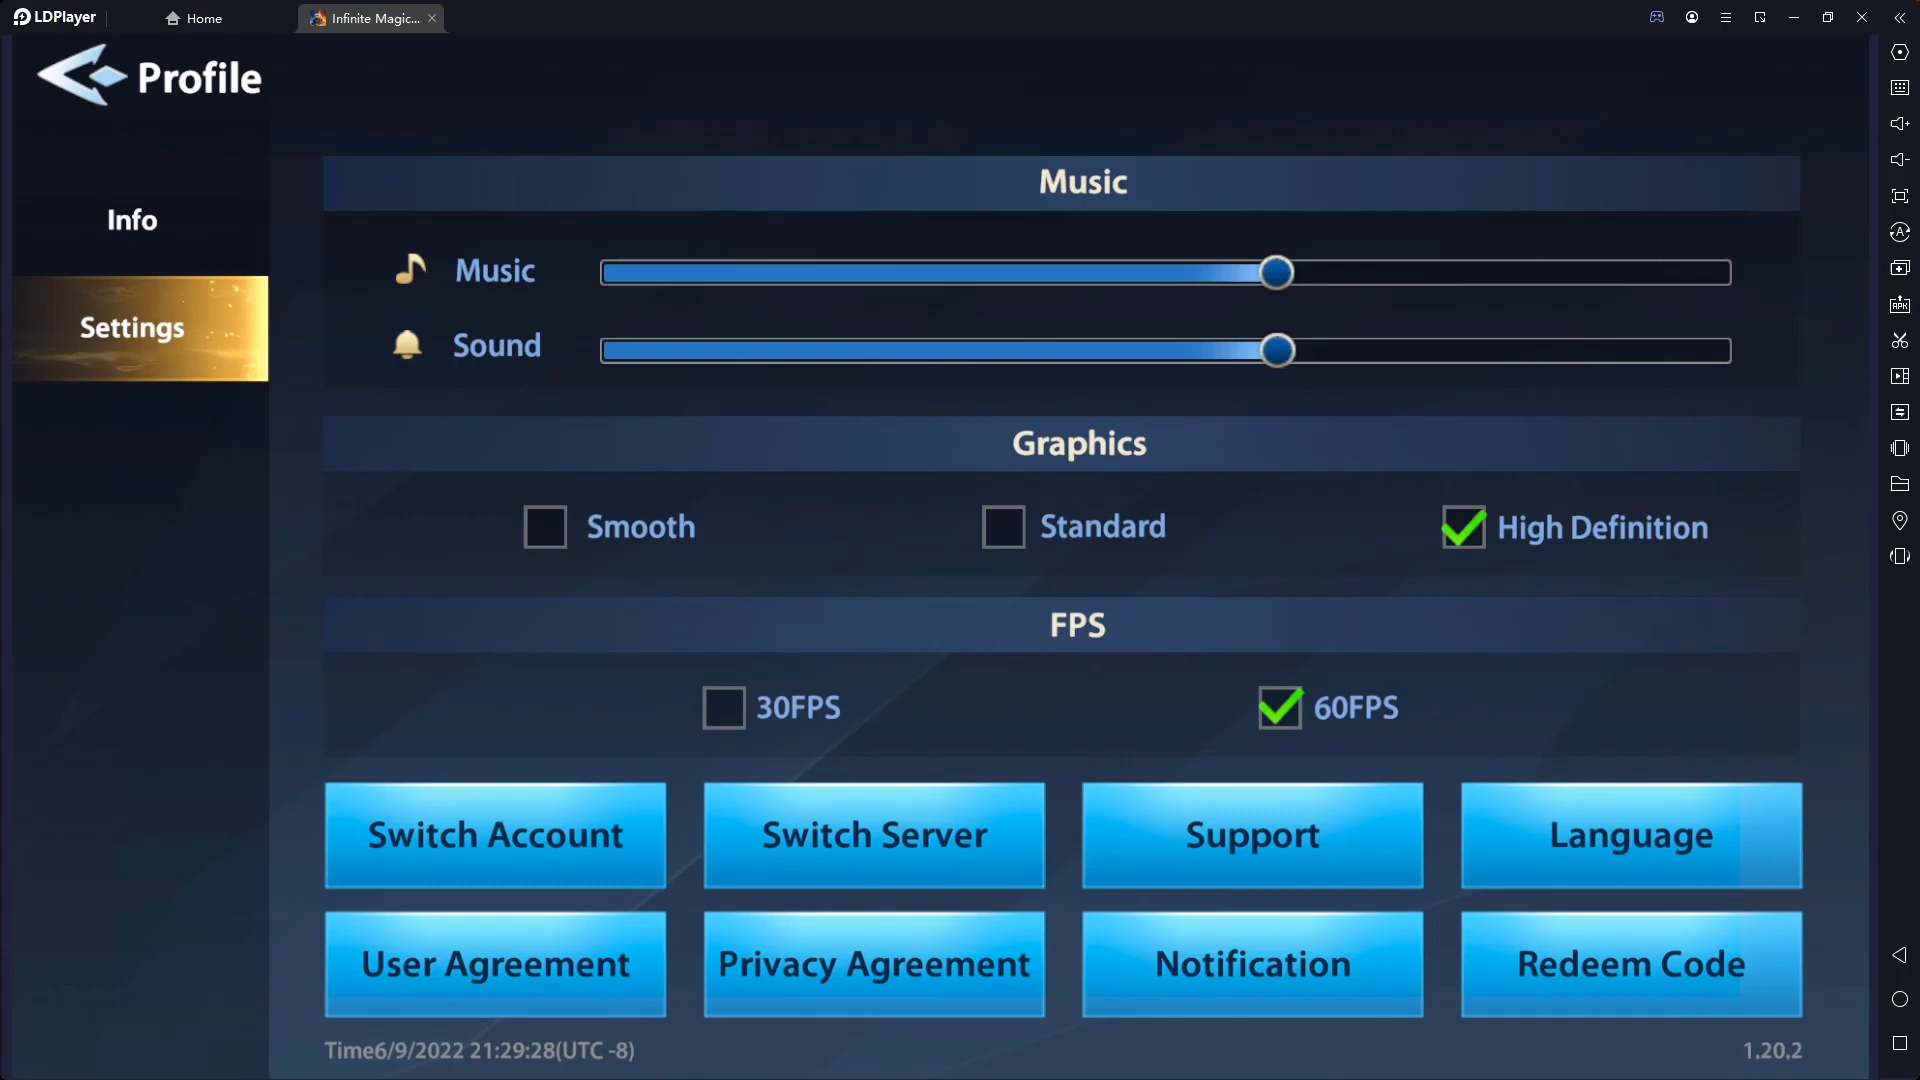 LDPlayer
Home
Infinite Magic...
Profile
Info
Settings
Music
Music
Sound
Graphics
Smooth
Standard
High Definition
FPS
30FPS
60FPS
Switch Account
Switch Server
Support
Language
User Agreement
Privacy Agreement
Notification
Redeem Code
Time6/9/2022 21:29:28(UTC -8)
1.20.2
A
APK